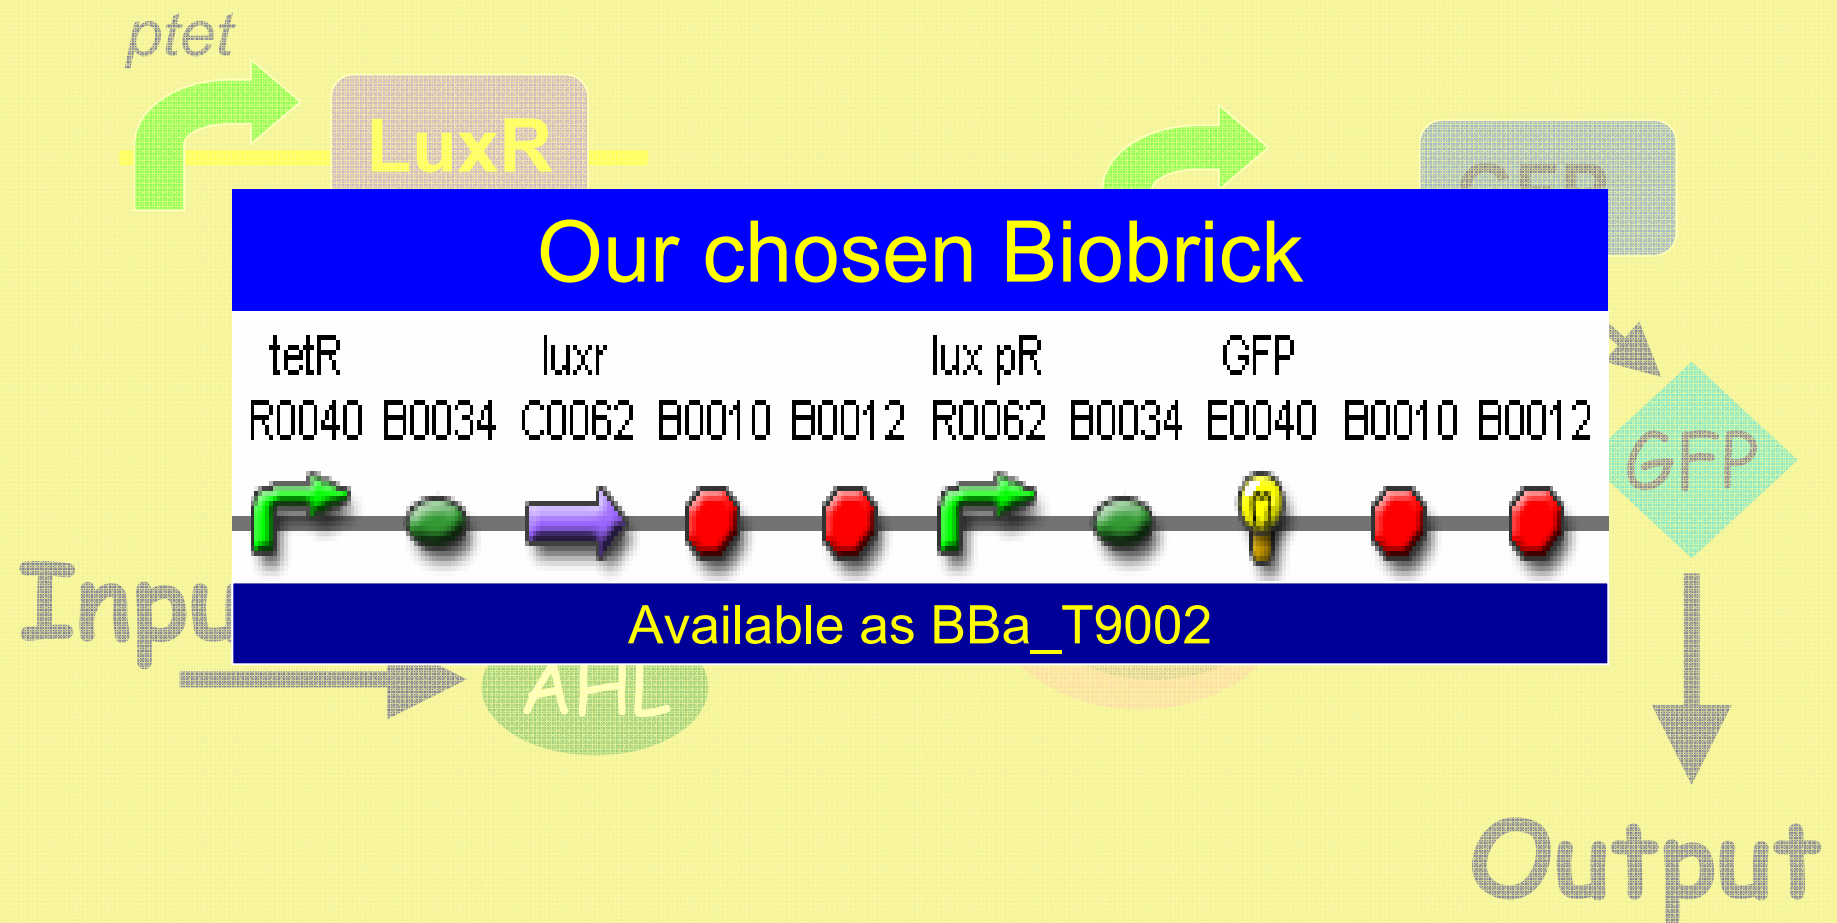 ptet
LuxR
GFP
Our chosen Biobrick
tetR luxr lux pR GFP
R0040 B0034 C0062 B0010 B0012 R0062 B0034 E0040 B0010 B0012
GFP
Available as BBa_T9002
AHL
Output